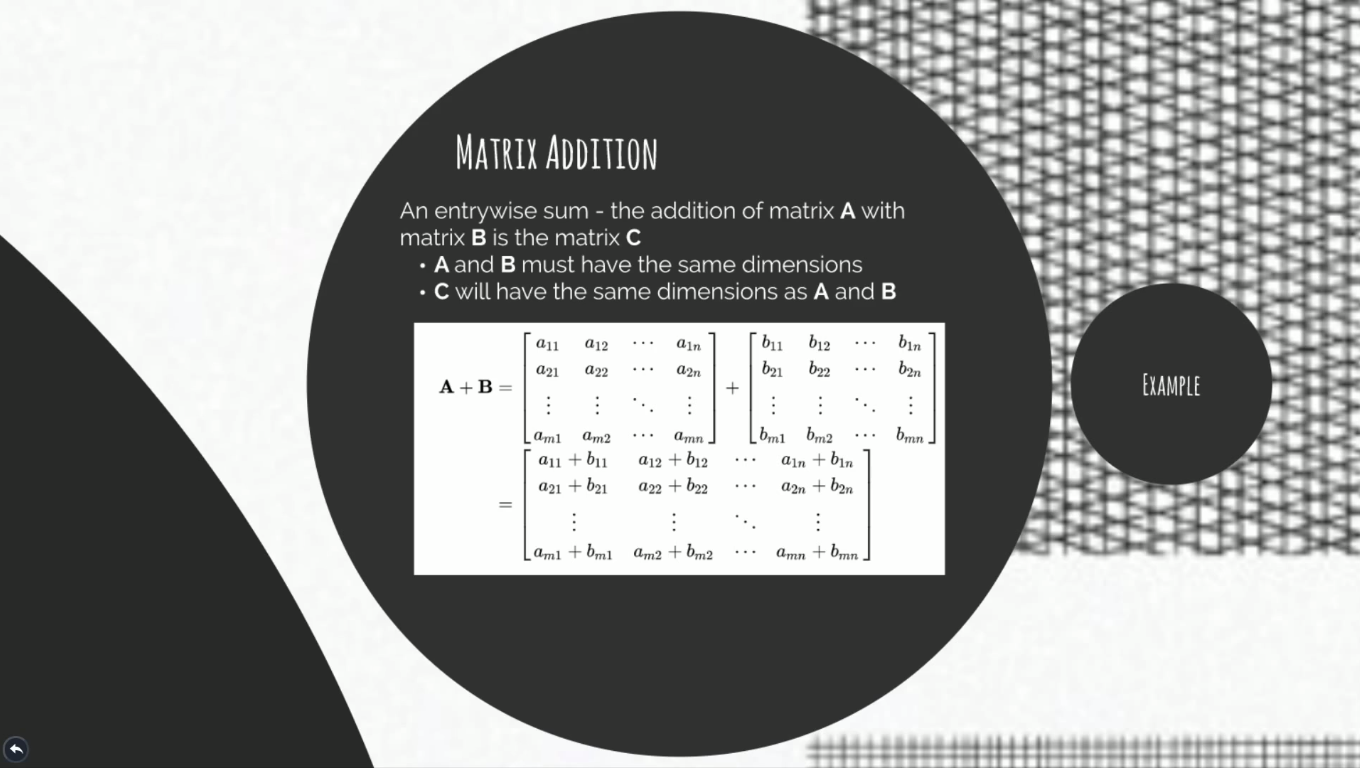 MATRIX ADDITION
An entrywise sum - the addition of matrix A with
matrix B is the matrix C
• A and B must have the same dimensions
• C will have the same dimensions as A and B
A + B = [ a₁₁ a₁₂ ⋯ a₁ₙ ] + [ b₁₁ b₁₂ ⋯ b₁ₙ ]
a₂₁ a₂₂ ⋯ a₂ₙ b₂₁ b₂₂ ⋯ b₂ₙ
⋮ ⋮ ⋱ ⋮ ⋮ ⋮ ⋱ ⋮
aₘ₁ aₘ₂ ⋯ aₘₙ bₘ₁ bₘ₂ ⋯ bₘₙ
= [ a₁₁ + b₁₁ a₁₂ + b₁₂ ⋯ a₁ₙ + b₁ₙ ]
a₂₁ + b₂₁ a₂₂ + b₂₂ ⋯ a₂ₙ + b₂ₙ
⋮ ⋮ ⋱ ⋮
aₘ₁ + bₘ₁ aₘ₂ + bₘ₂ ⋯ aₘₙ + bₘₙ
EXAMPLE